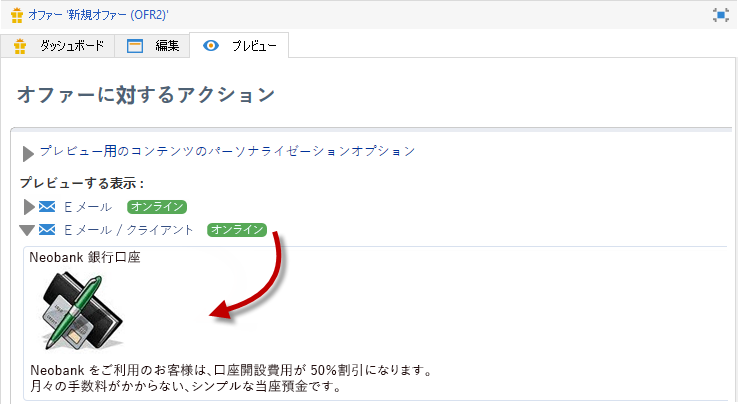 オファー '新規オファー (OFR2)'
ダッシュボード 編集 プレビュー
オファーに対するアクション
プレビュー用のコンテンツのパーソナライゼーションオプション
プレビューする表示 :
E メール オンライン
E メール / クライアント オンライン
Neobank 銀行口座
Neobank をご利用のお客様は、口座開設費用が 50%割引になります。
月々の手数料がかからない、シンプルな当座預金です。